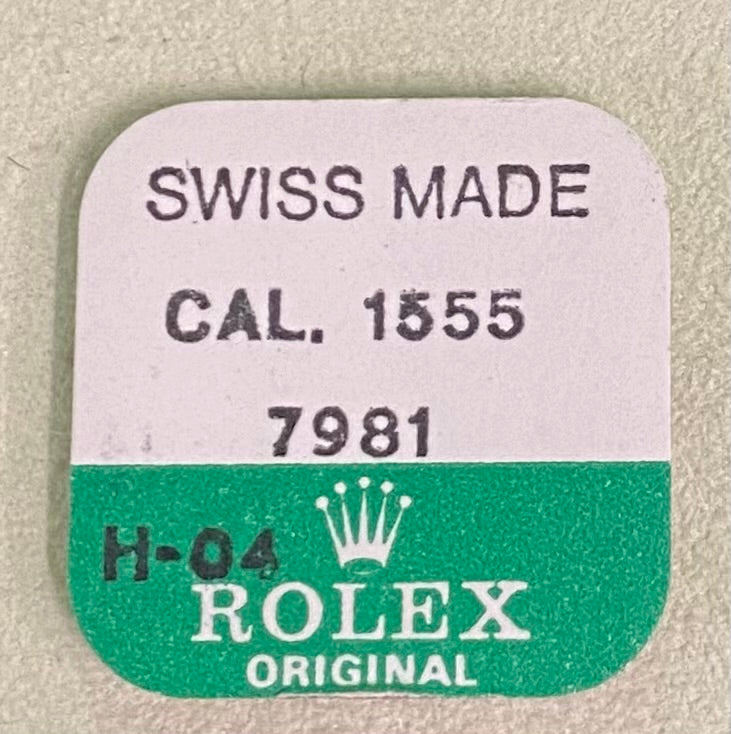 SWISS MADE
CAL. 1555
7981
H-04
ROLEX
ORIGINAL